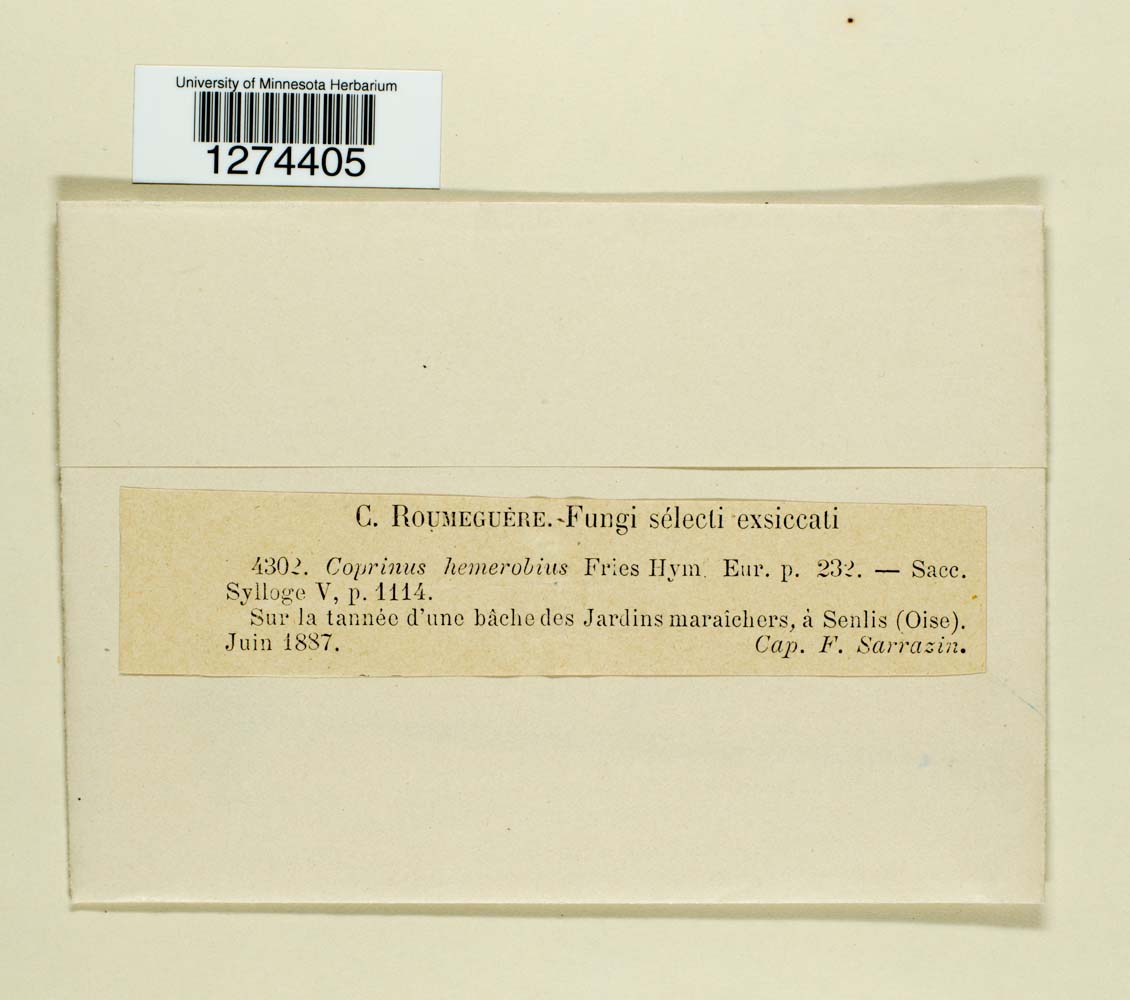 University of Minnesota Herbarium
1274405
C. ROUMEGUÈRE.-Fungi sélecti exsiccati
4302. Coprinus hemerobius Fries Hym. Eur. p. 232. — Sacc.
Sylloge V, p. 1114.
Sur la tannée d'une bâche des Jardins maraîchers, à Senlis (Oise).
Juin 1887. Cap. F. Sarrazin.